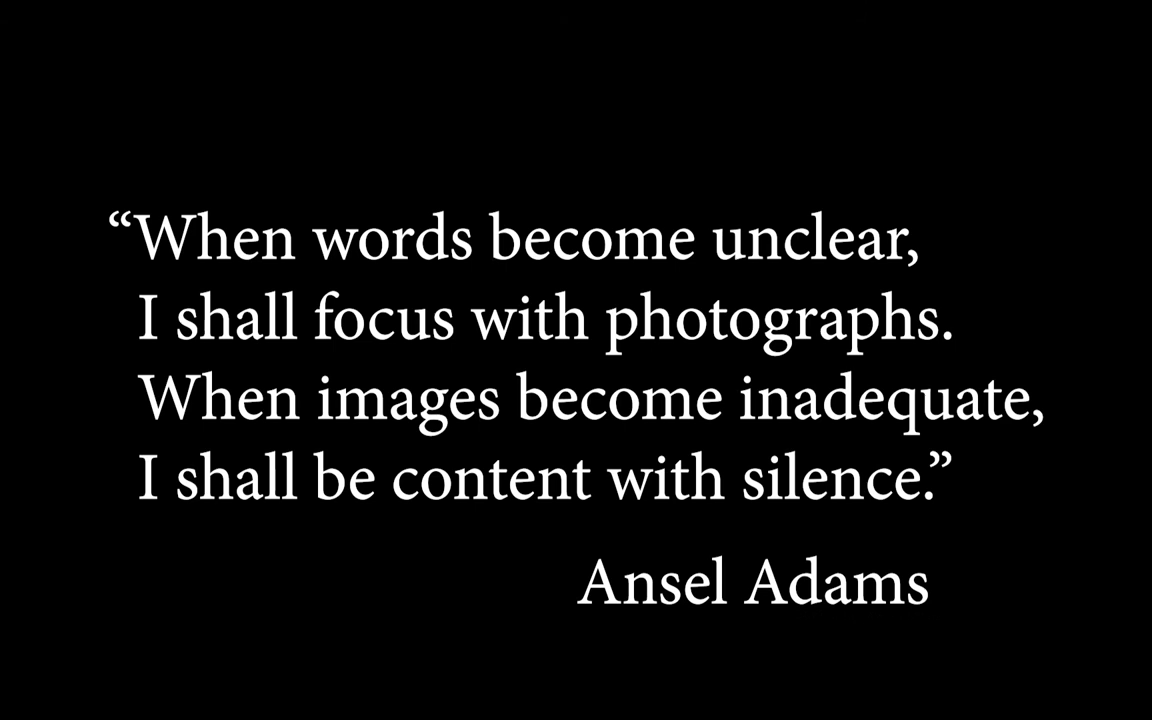 “When words become unclear,
I shall focus with photographs.
When images become inadequate,
I shall be content with silence.”
Ansel Adams